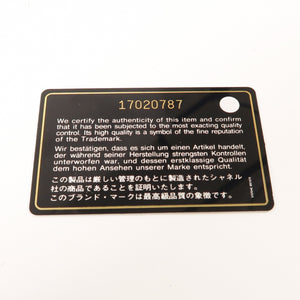 17020787
We certify the authenticity of this item and confirm
that it has been subjected to the most exacting quality
control. Its high quality is a symbol of the fine reputation
of the Trademark.
Wir bestätigen, dass es sich um einen Artikel handelt,
der während seiner Herstellung strengsten Kontrollen
unterworfen war, und dessen erstklassige Qualität
dem hohen Ansehen unserer Marke entspricht.
この製品は厳しい管理のもとに製造されたシャネル
社の商品であることを証明いたします。
このブランド・マークは最高級品質の象徴です。